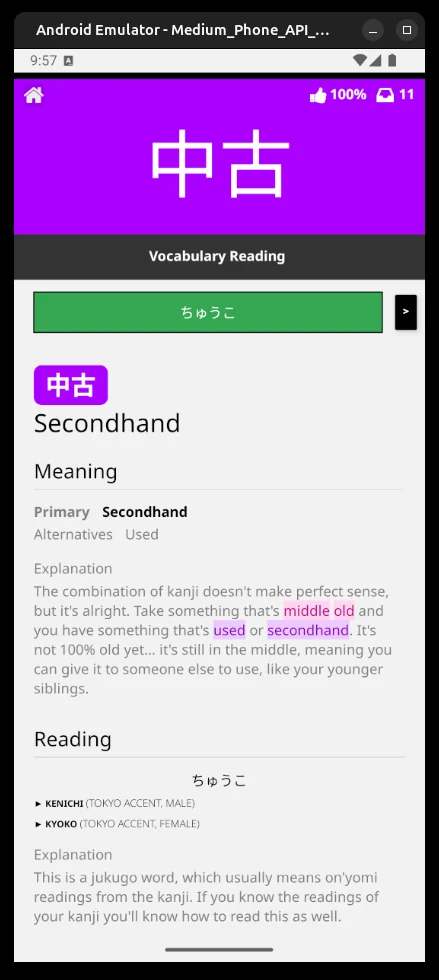 Android Emulator - Medium_Phone_API_...
9:57 A
100% 11
中古
Vocabulary Reading
ちゅうこ >
中古
Secondhand
Meaning
Primary Secondhand
Alternatives Used
Explanation
The combination of kanji doesn't make perfect sense,
but it's alright. Take something that's middle old and
you have something that's used or secondhand. It's
not 100% old yet... it's still in the middle, meaning you
can give it to someone else to use, like your younger
siblings.
Reading
ちゅうこ
► KENICHI (TOKYO ACCENT, MALE)
► KYOKO (TOKYO ACCENT, FEMALE)
Explanation
This is a jukugo word, which usually means on'yomi
readings from the kanji. If you know the readings of
your kanji you'll know how to read this as well.